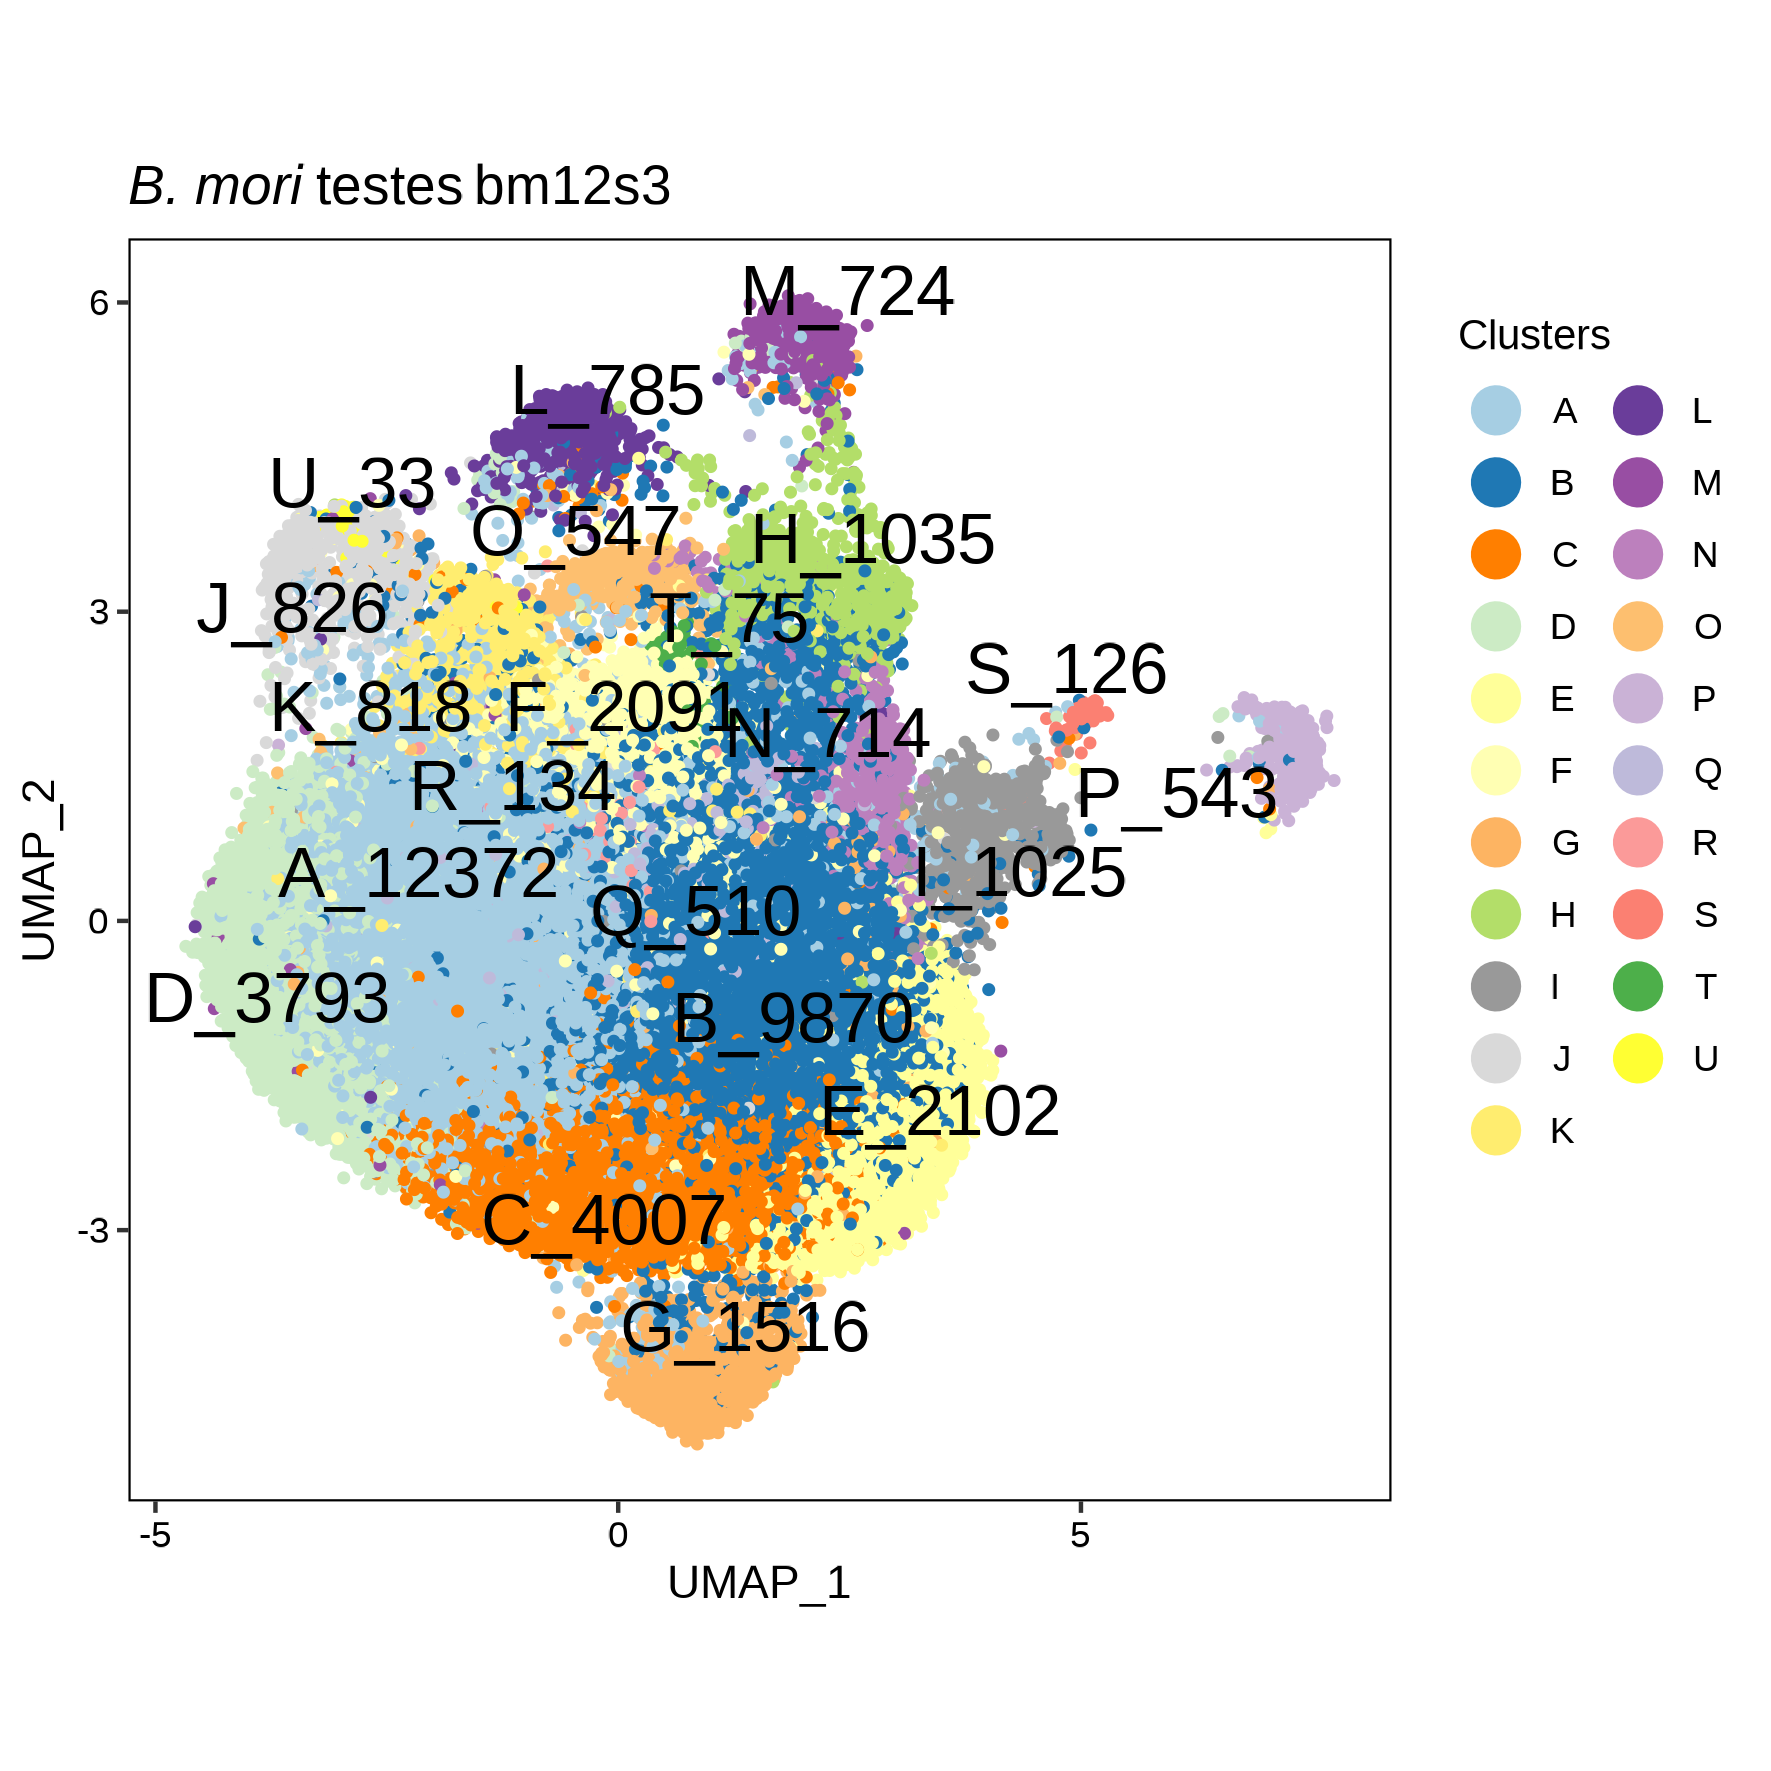 B. mori testes bm12s3
M_724
L_785
U_33
O_547
H_1035
J_826
T_75
S_126
K_818
F_2091
N_714
R_134
P_543
A_12372
Q_510
I_1025
D_3793
B_9870
E_2102
C_4007
G_1516
6
3
0
-3
UMAP_2
-5
0
5
UMAP_1
Clusters
A
B
C
D
E
F
G
H
I
J
K
L
M
N
O
P
Q
R
S
T
U